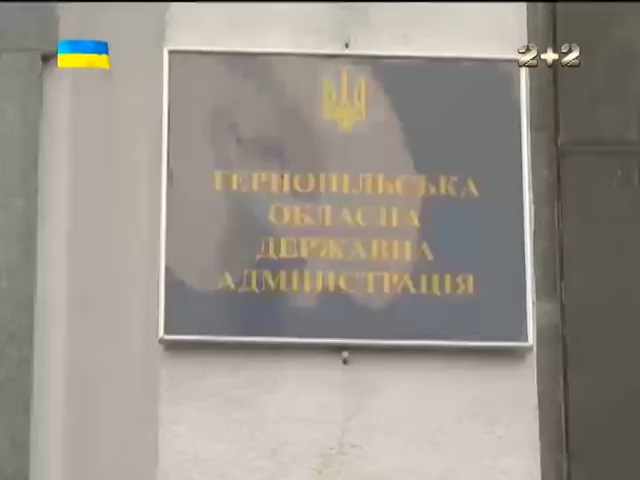 2+2
ТЕРНОПІЛЬСЬКА
ОБЛАСНА
ДЕРЖАВНА
АДМІНІСТРАЦІЯ